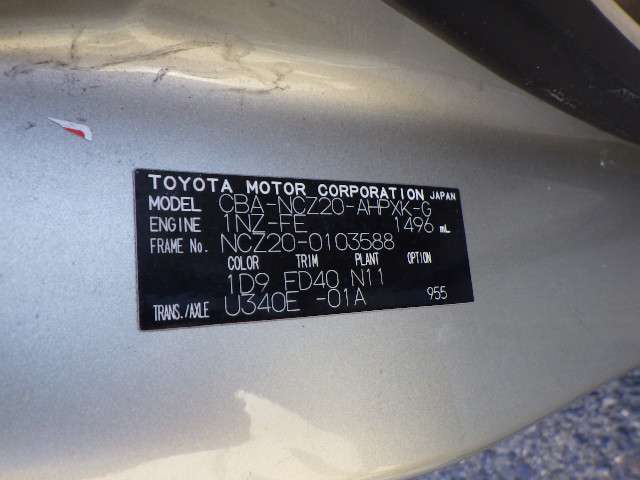 TOYOTA MOTOR CORPORATION JAPAN
MODEL CBA-NCZ20-AHPXK-G
ENGINE 1NZ-FE 1496 mL
FRAME No. NCZ20-0103588
COLOR TRIM PLANT OPTION
1D9 ED40 N11
TRANS./AXLE U340E -01A 955